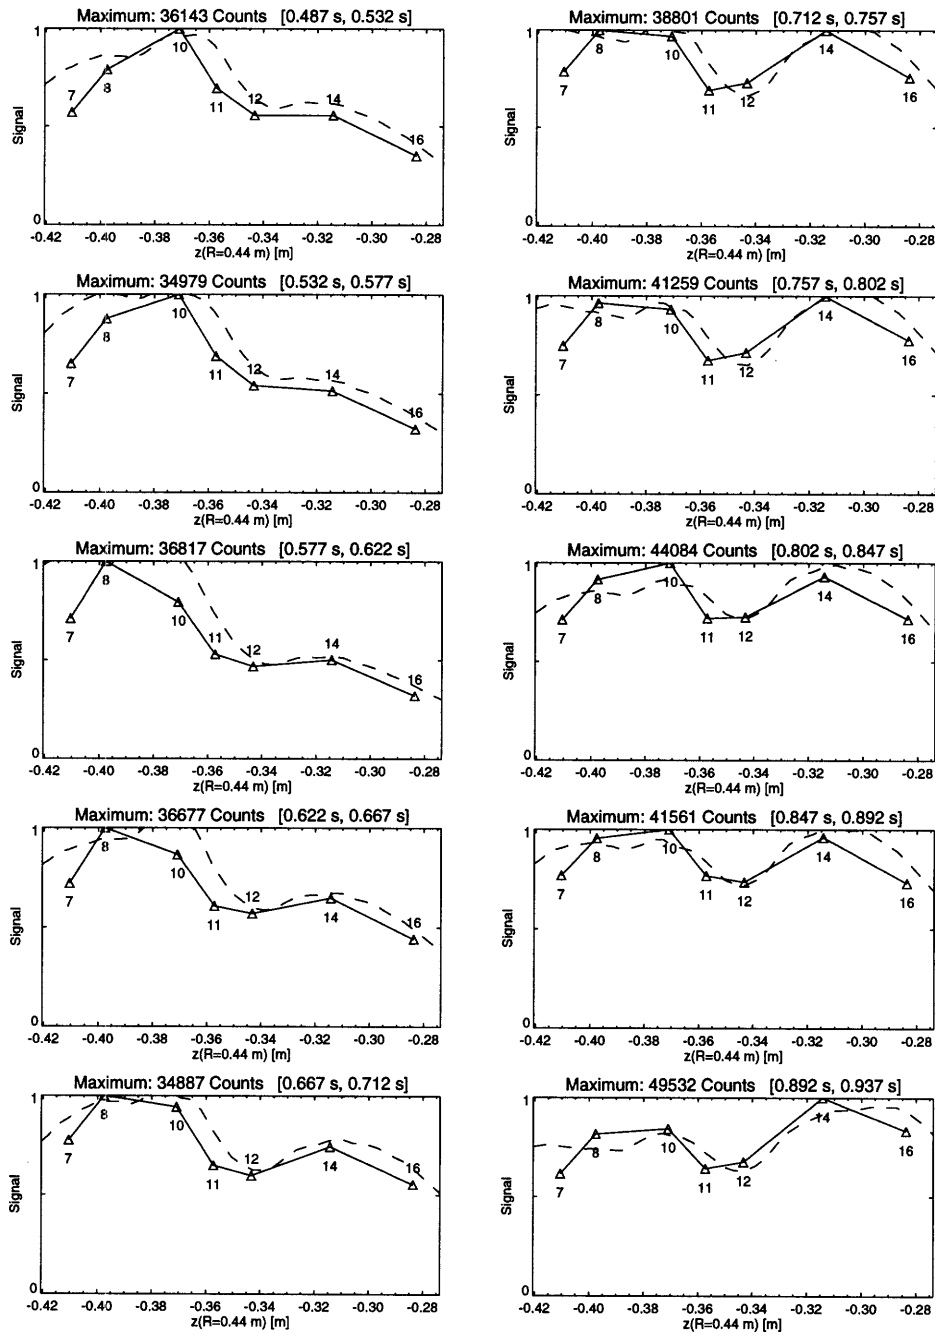 Maximum: 36143 Counts [0.487 s, 0.532 s]
1
Signal
0
7
8
10
11
12
14
16
-0.42 -0.40 -0.38 -0.36 -0.34 -0.32 -0.30 -0.28
z(R=0.44 m) [m]
Maximum: 34979 Counts [0.532 s, 0.577 s]
1
Signal
0
7
8
10
11
12
14
16
-0.42 -0.40 -0.38 -0.36 -0.34 -0.32 -0.30 -0.28
z(R=0.44 m) [m]
Maximum: 36817 Counts [0.577 s, 0.622 s]
1
Signal
0
7
8
10
11
12
14
16
-0.42 -0.40 -0.38 -0.36 -0.34 -0.32 -0.30 -0.28
z(R=0.44 m) [m]
Maximum: 36677 Counts [0.622 s, 0.667 s]
1
Signal
0
7
8
10
11
12
14
16
-0.42 -0.40 -0.38 -0.36 -0.34 -0.32 -0.30 -0.28
z(R=0.44 m) [m]
Maximum: 34887 Counts [0.667 s, 0.712 s]
1
Signal
0
7
8
10
11
12
14
16
-0.42 -0.40 -0.38 -0.36 -0.34 -0.32 -0.30 -0.28
z(R=0.44 m) [m]
Maximum: 38801 Counts [0.712 s, 0.757 s]
1
Signal
0
7
8
10
11
12
14
16
-0.42 -0.40 -0.38 -0.36 -0.34 -0.32 -0.30 -0.28
z(R=0.44 m) [m]
Maximum: 41259 Counts [0.757 s, 0.802 s]
1
Signal
0
7
8
10
11
12
14
16
-0.42 -0.40 -0.38 -0.36 -0.34 -0.32 -0.30 -0.28
z(R=0.44 m) [m]
Maximum: 44084 Counts [0.802 s, 0.847 s]
1
Signal
0
7
8
10
11
12
14
16
-0.42 -0.40 -0.38 -0.36 -0.34 -0.32 -0.30 -0.28
z(R=0.44 m) [m]
Maximum: 41561 Counts [0.847 s, 0.892 s]
1
Signal
0
7
8
10
11
12
14
16
-0.42 -0.40 -0.38 -0.36 -0.34 -0.32 -0.30 -0.28
z(R=0.44 m) [m]
Maximum: 49532 Counts [0.892 s, 0.937 s]
1
Signal
0
7
8
10
11
12
14
16
-0.42 -0.40 -0.38 -0.36 -0.34 -0.32 -0.30 -0.28
z(R=0.44 m) [m]